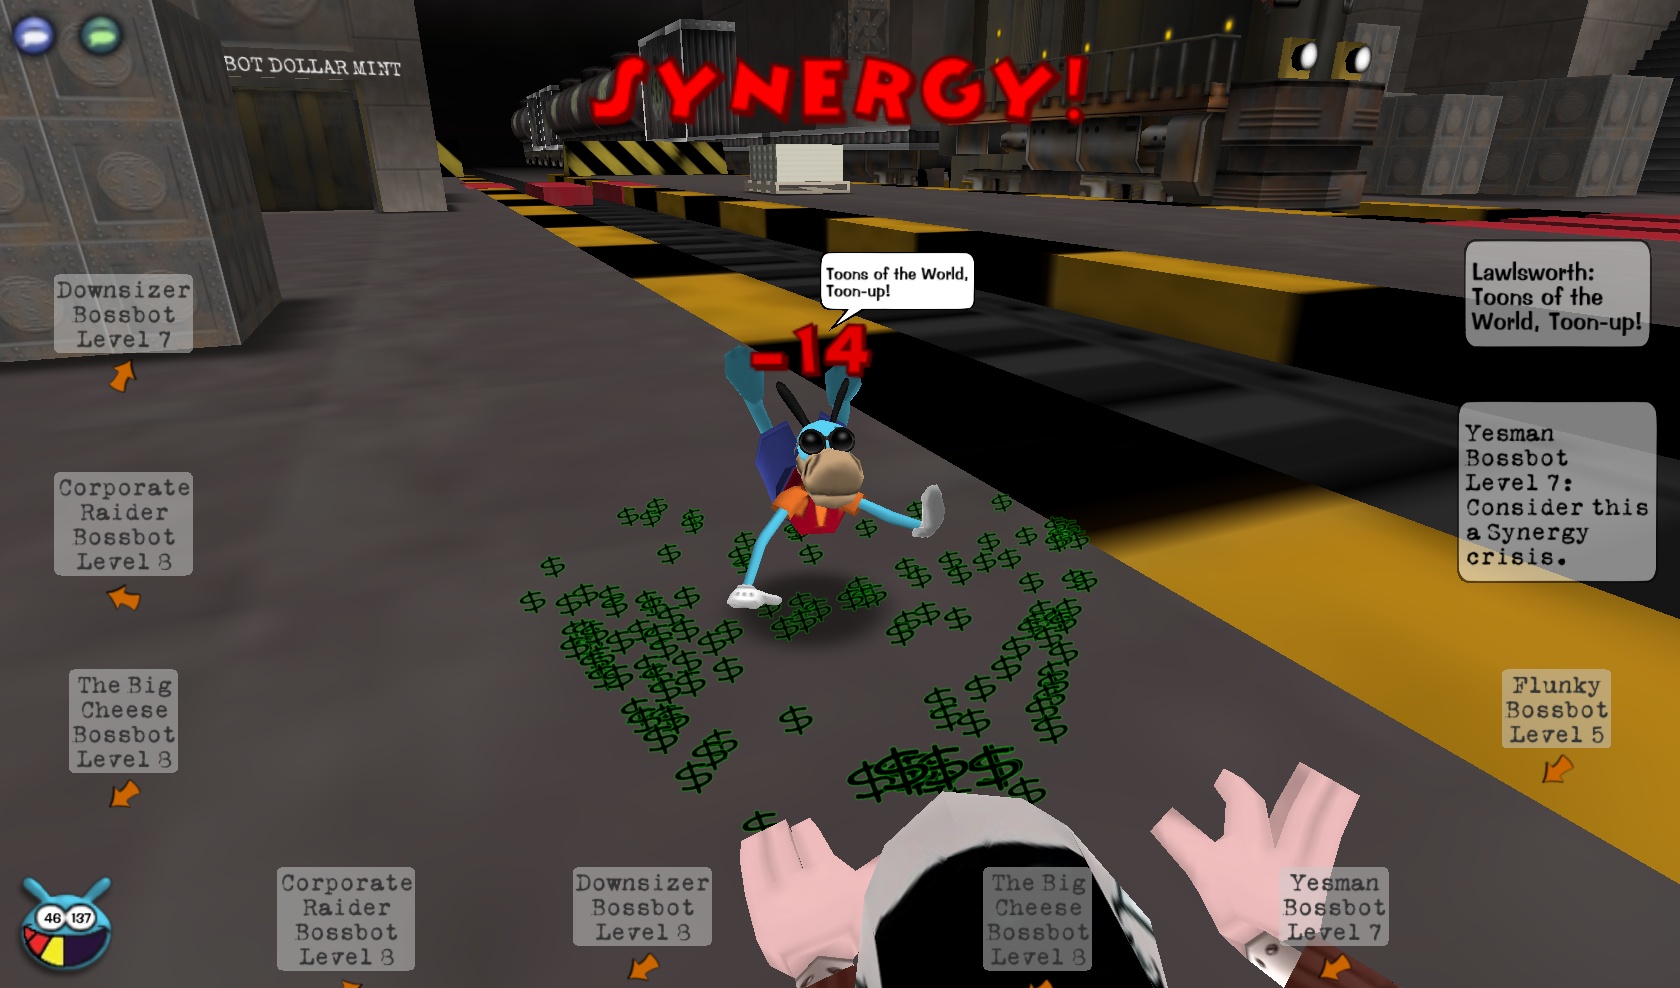 BOT DOLLAR MINT
SYNERGY!
Toons of the World,
Toon-up!
-14
Lawlsworth:
Toons of the
World, Toon-up!
Yesman
Bossbot
Level 7:
Consider this
a Synergy
crisis.
Downsizer
Bossbot
Level 7
Corporate
Raider
Bossbot
Level 8
The Big
Cheese
Bossbot
Level 8
Flunky
Bossbot
Level 5
46 137
Corporate
Raider
Bossbot
Level 8
Downsizer
Bossbot
Level 8
The Big
Cheese
Bossbot
Level 8
Yesman
Bossbot
Level 7